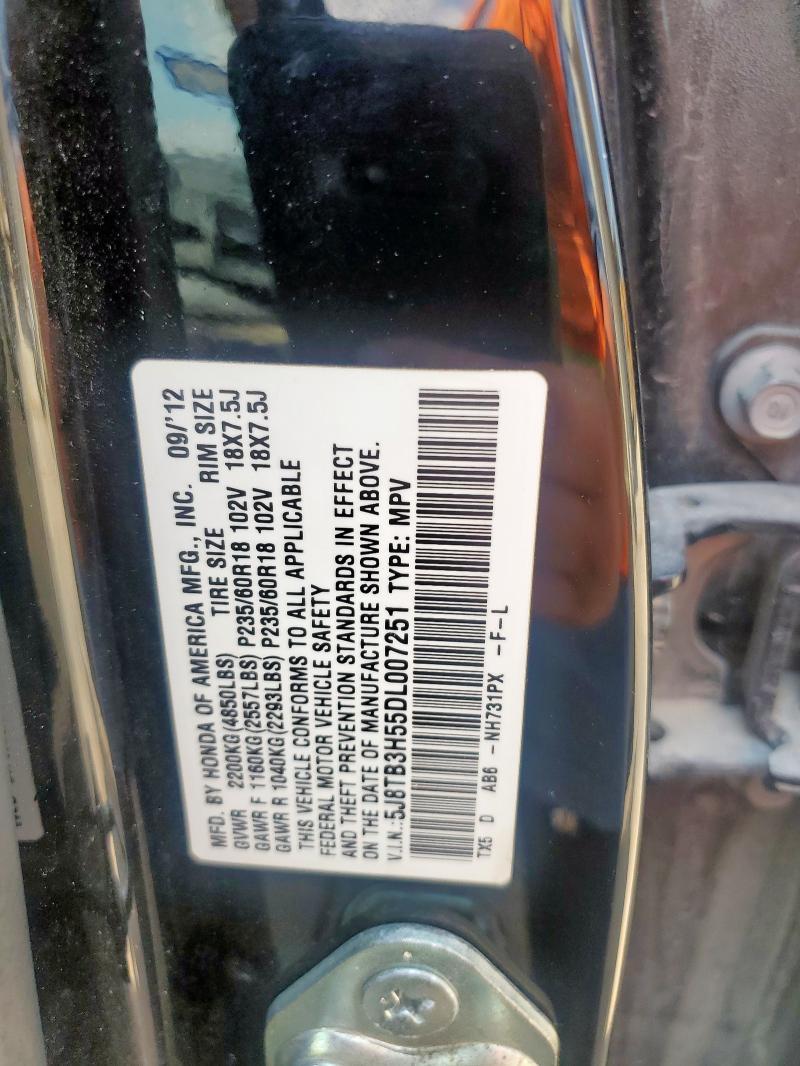 MFD. BY HONDA OF AMERICA MFG., INC. 09/'12
GVWR 2200KG(4850LBS) TIRE SIZE RIM SIZE
GAWR F 1160KG(2557LBS) P235/60R18 102V 18X7.5J
GAWR R 1040KG(2293LBS) P235/60R18 102V 18X7.5J
THIS VEHICLE CONFORMS TO ALL APPLICABLE
FEDERAL MOTOR VEHICLE SAFETY
AND THEFT PREVENTION STANDARDS IN EFFECT
ON THE DATE OF MANUFACTURE SHOWN ABOVE.
V.I.N.:5J8TB3H55DL007251 TYPE: MPV
TX5 D AB6 -NH731PX -F-L